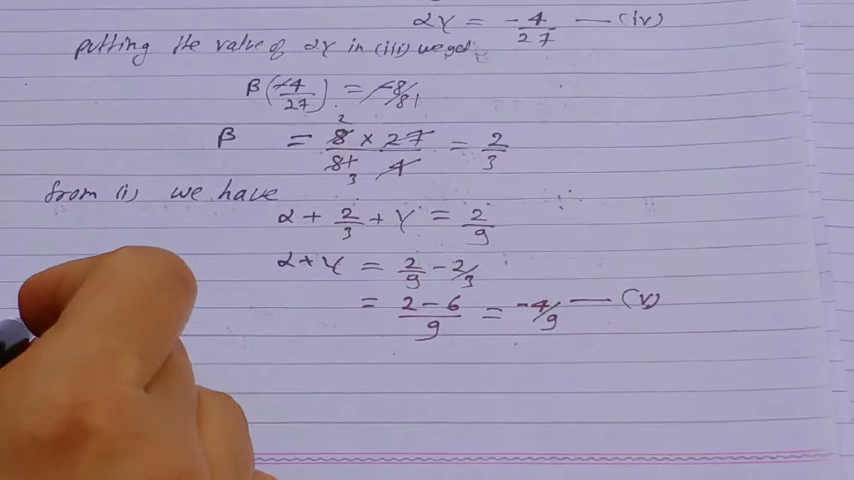 αγ = -4/27 — (iv)
putting the value of αγ in (iii) we get
β(-4/27) = -8/81
β = 8 × 27 / 81 4 = 2/3
2
3
from (i) we have
α + 2/3 + γ = 2/9
α + γ = 2/9 - 2/3
= 2 - 6 / 9 = -4/9 — (v)